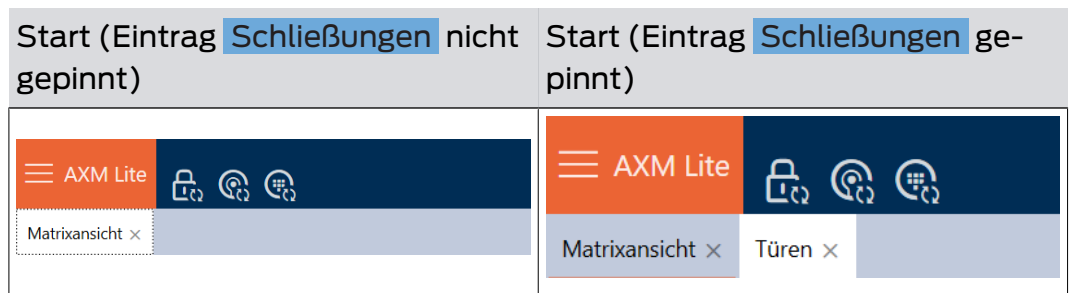 Start (Eintrag Schließungen nicht
gepinnt)
Start (Eintrag Schließungen ge-
pinnt)
AXM Lite
Matrixansicht ×
AXM Lite
Matrixansicht × Türen ×